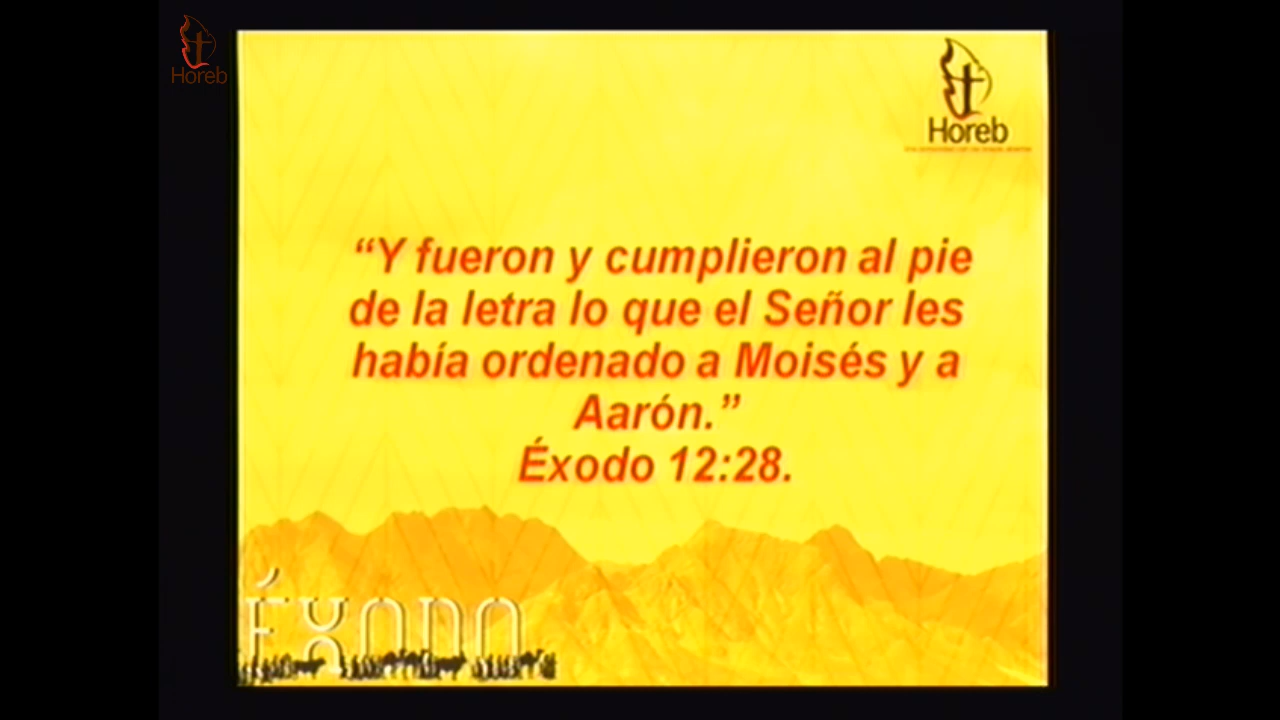 Horeb
Horeb
“Y fueron y cumplieron al pie
de la letra lo que el Señor les
había ordenado a Moisés y a
Aarón.”
Éxodo 12:28.
ÉXODO